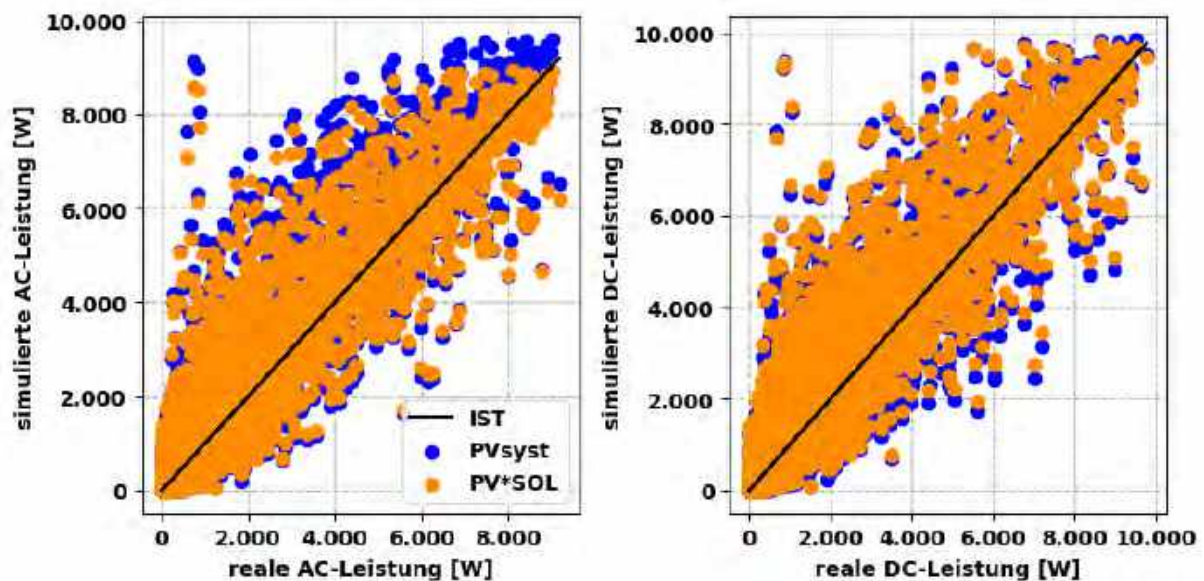 10.000
8.000
6.000
4.000
2.000
0
simulierte AC-Leistung [W]
IST
PVsyst
PV*SOL
0 2.000 4.000 6.000 8.000
reale AC-Leistung [W]
10.000
8.000
6.000
4.000
2.000
0
simulierte DC-Leistung [W]
0 2.000 4.000 6.000 8.000 10.000
reale DC-Leistung [W]